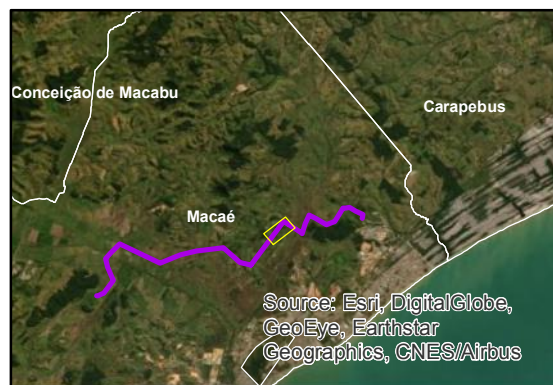 Conceição de Macabu
Carapebus
Macaé
Source: Esri, DigitalGlobe,
GeoEye, Earthstar
Geographics, CNES/Airbus